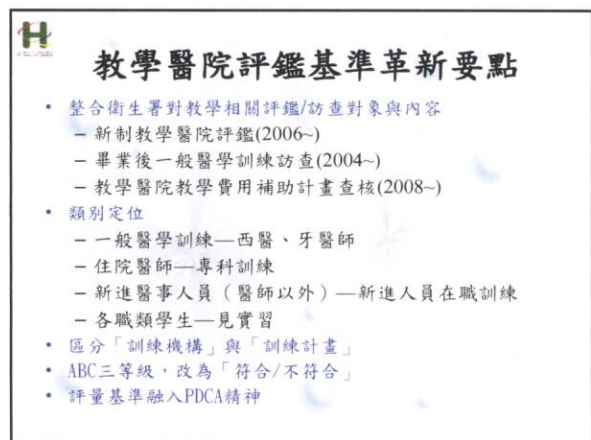 教學醫院評鑑基準革新要點
• 整合衛生署對教學相關評鑑/訪查對象與內容
– 新制教學醫院評鑑(2006~)
– 畢業後一般醫學訓練訪查(2004~)
– 教學醫院教學費用補助計畫查核(2008~)
• 類別定位
– 一般醫學訓練—西醫、牙醫師
– 住院醫師—專科訓練
– 新進醫事人員（醫師以外）—新進人員在職訓練
– 各職類學生—見實習
• 區分「訓練機構」與「訓練計畫」
• ABC三等級，改為「符合/不符合」
• 評量基準融入PDCA精神